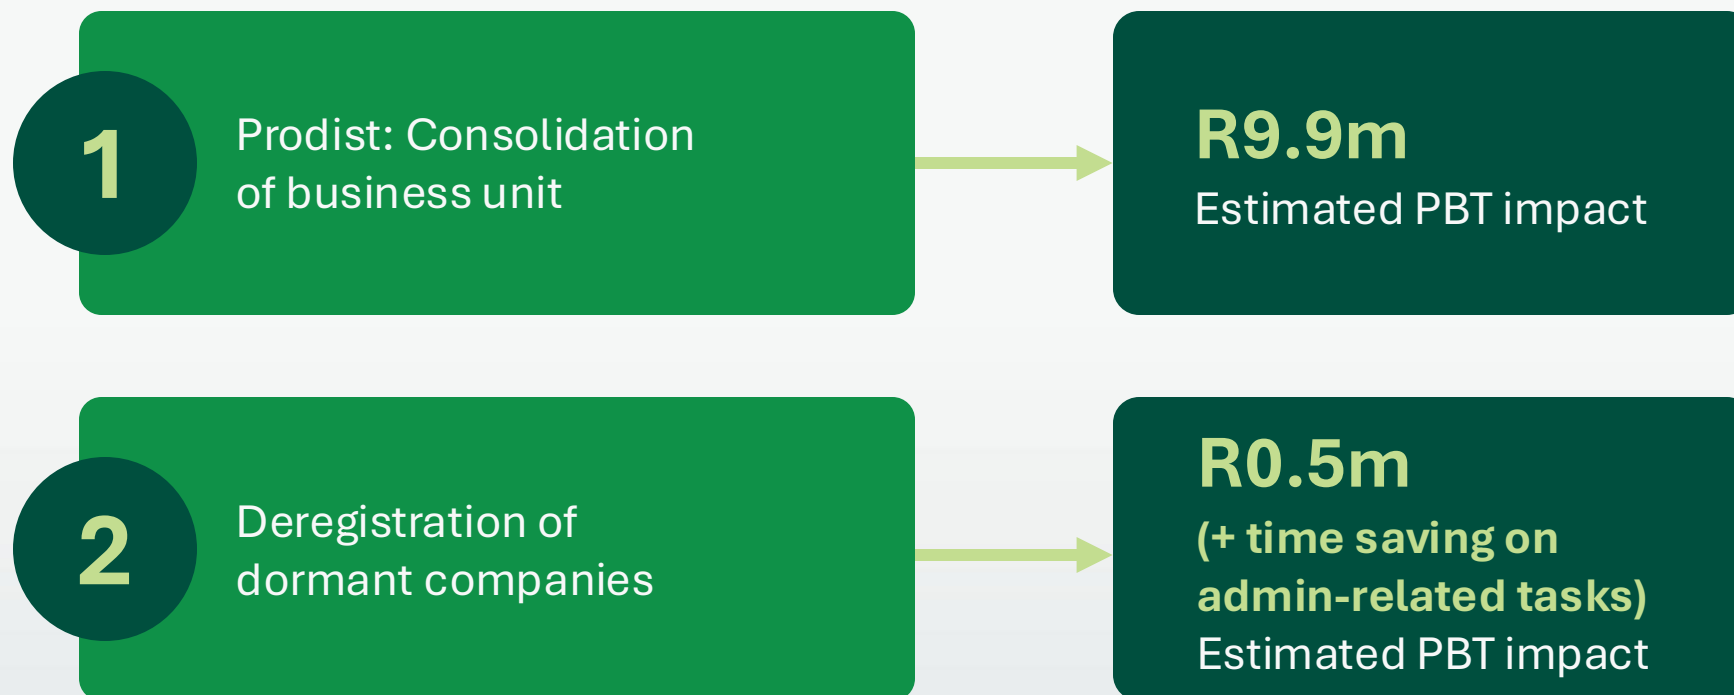 1
Prodist: Consolidation
of business unit
R9.9m
Estimated PBT impact
2
Deregistration of
dormant companies
R0.5m
(+ time saving on
admin-related tasks)
Estimated PBT impact